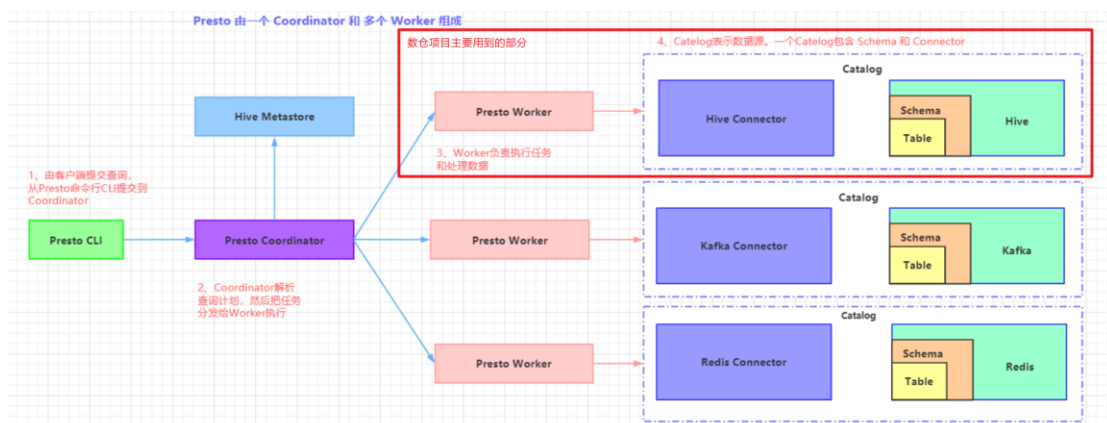 Presto 由一个 Coordinator 和 多个 Worker 组成
数仓项目主要用到的部分
4、Catelog表示数据源。一个Catelog包含 Schema 和 Connector
Catalog
Hive Metastore
Presto Worker
Hive Connector
Schema
Table
Hive
3、Worker负责执行任务
和处理数据
1、由客户端提交查询,
从Presto命令行CLI提交到
Coordinator
Catalog
Presto CLI
Presto Coordinator
Presto Worker
Kafka Connector
Schema
Table
Kafka
2、Coordinator解析
查询计划，然后把任务
分发给Worker执行
Catalog
Presto Worker
Redis Connector
Schema
Table
Redis